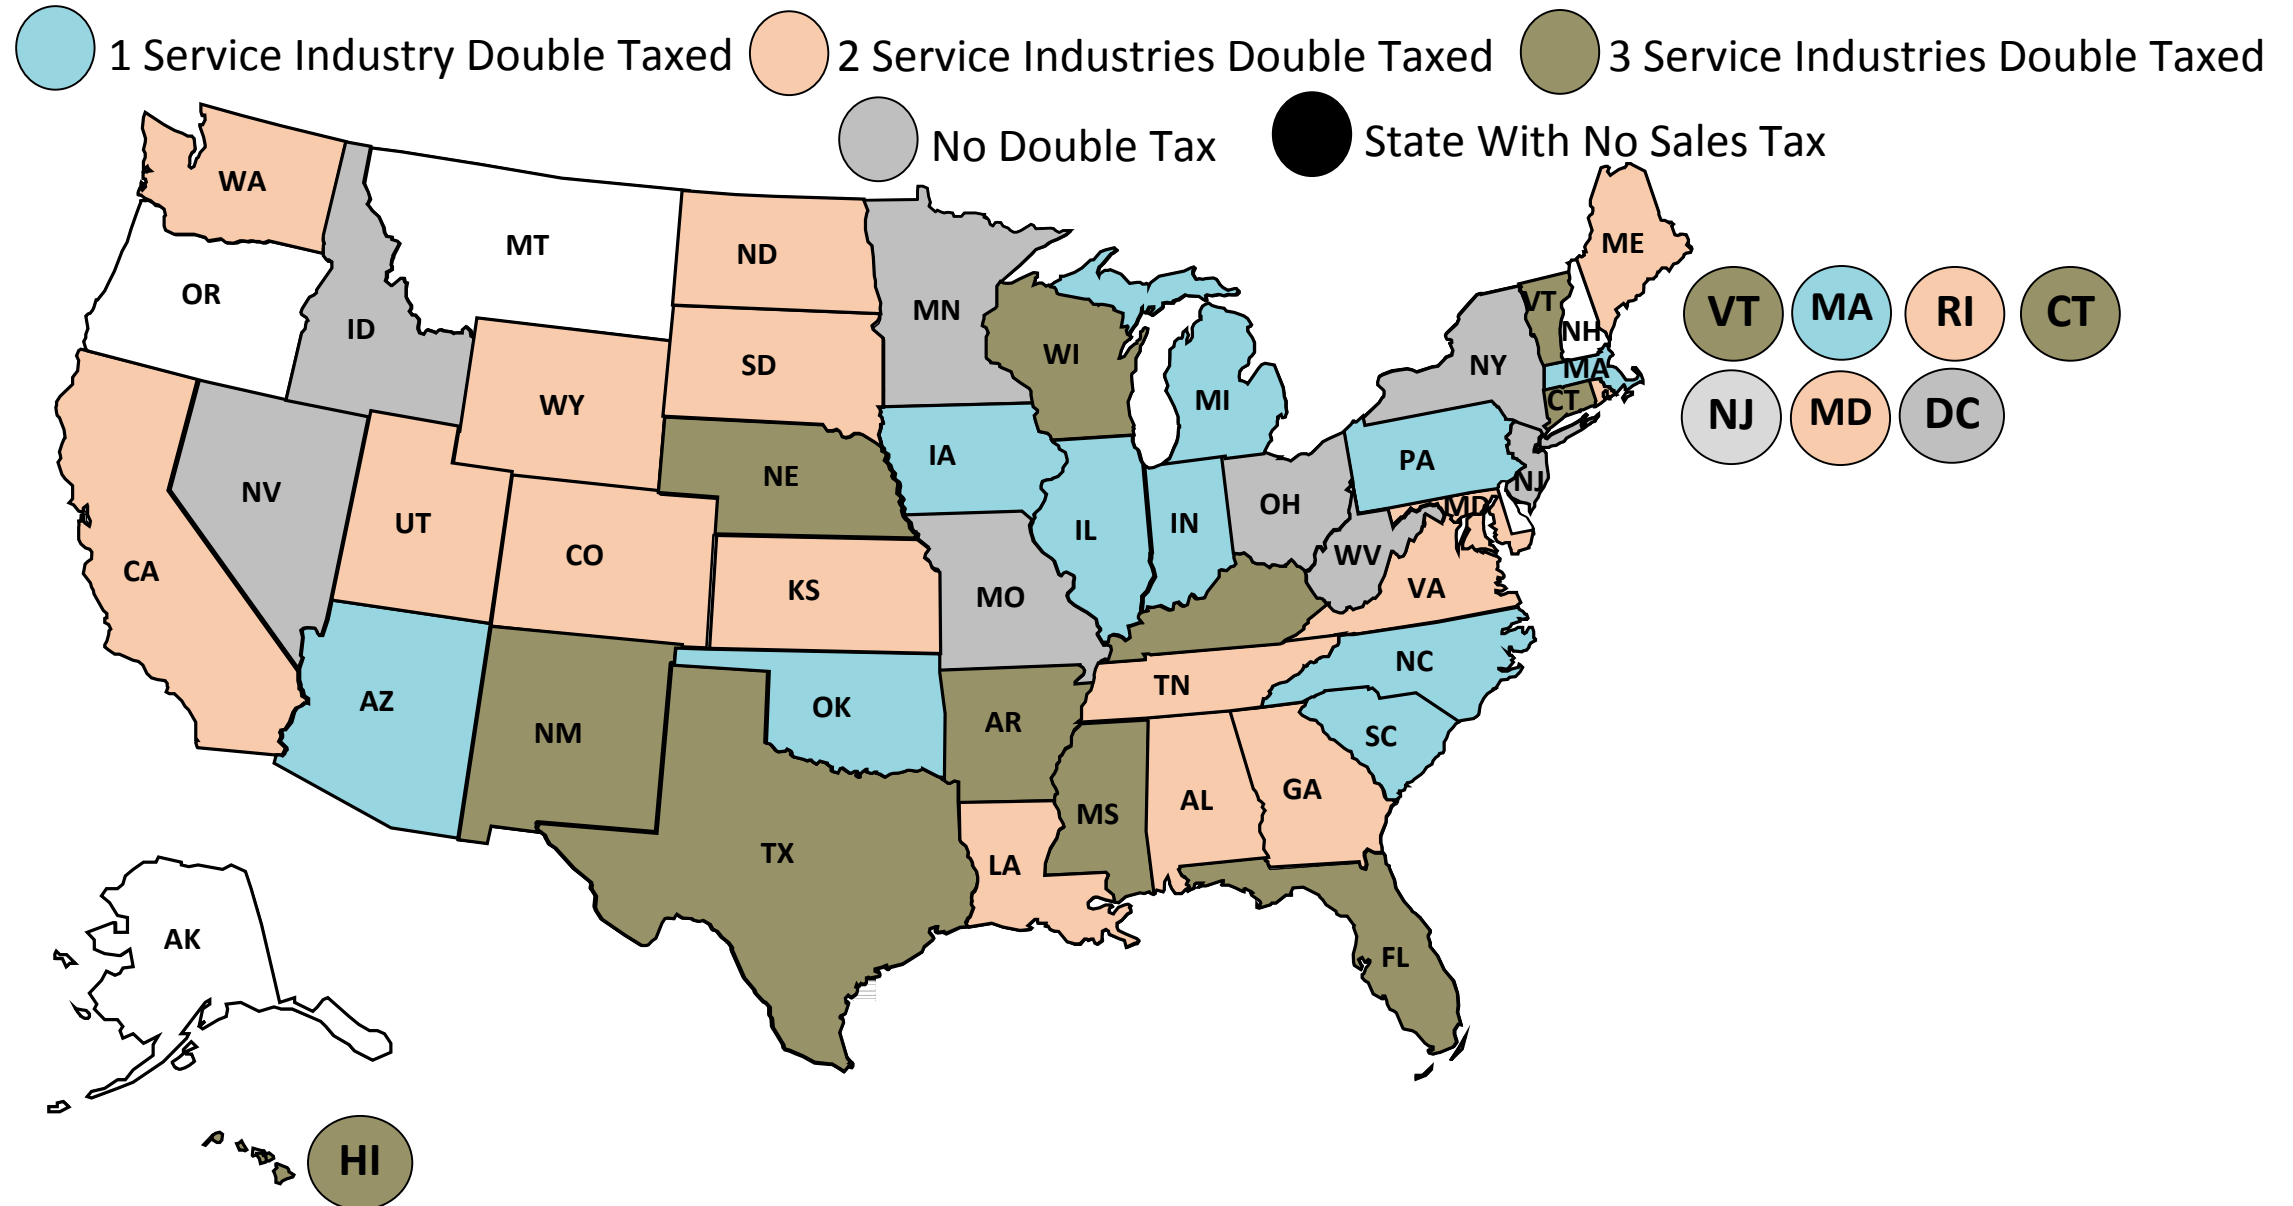 1 Service Industry Double Taxed
2 Service Industries Double Taxed
3 Service Industries Double Taxed
No Double Tax
State With No Sales Tax
WA
MT
ND
MN
ME
OR
ID
SD
WI
VT
NH
VT
MA
RI
CT
WY
MI
NY
MA
CT
NJ
MD
DC
NV
UT
NE
IA
PA
NJ
CA
CO
KS
MO
IL
IN
OH
WV
MD
VA
AZ
NM
OK
AR
TN
NC
SC
TX
LA
MS
AL
GA
FL
AK
HI